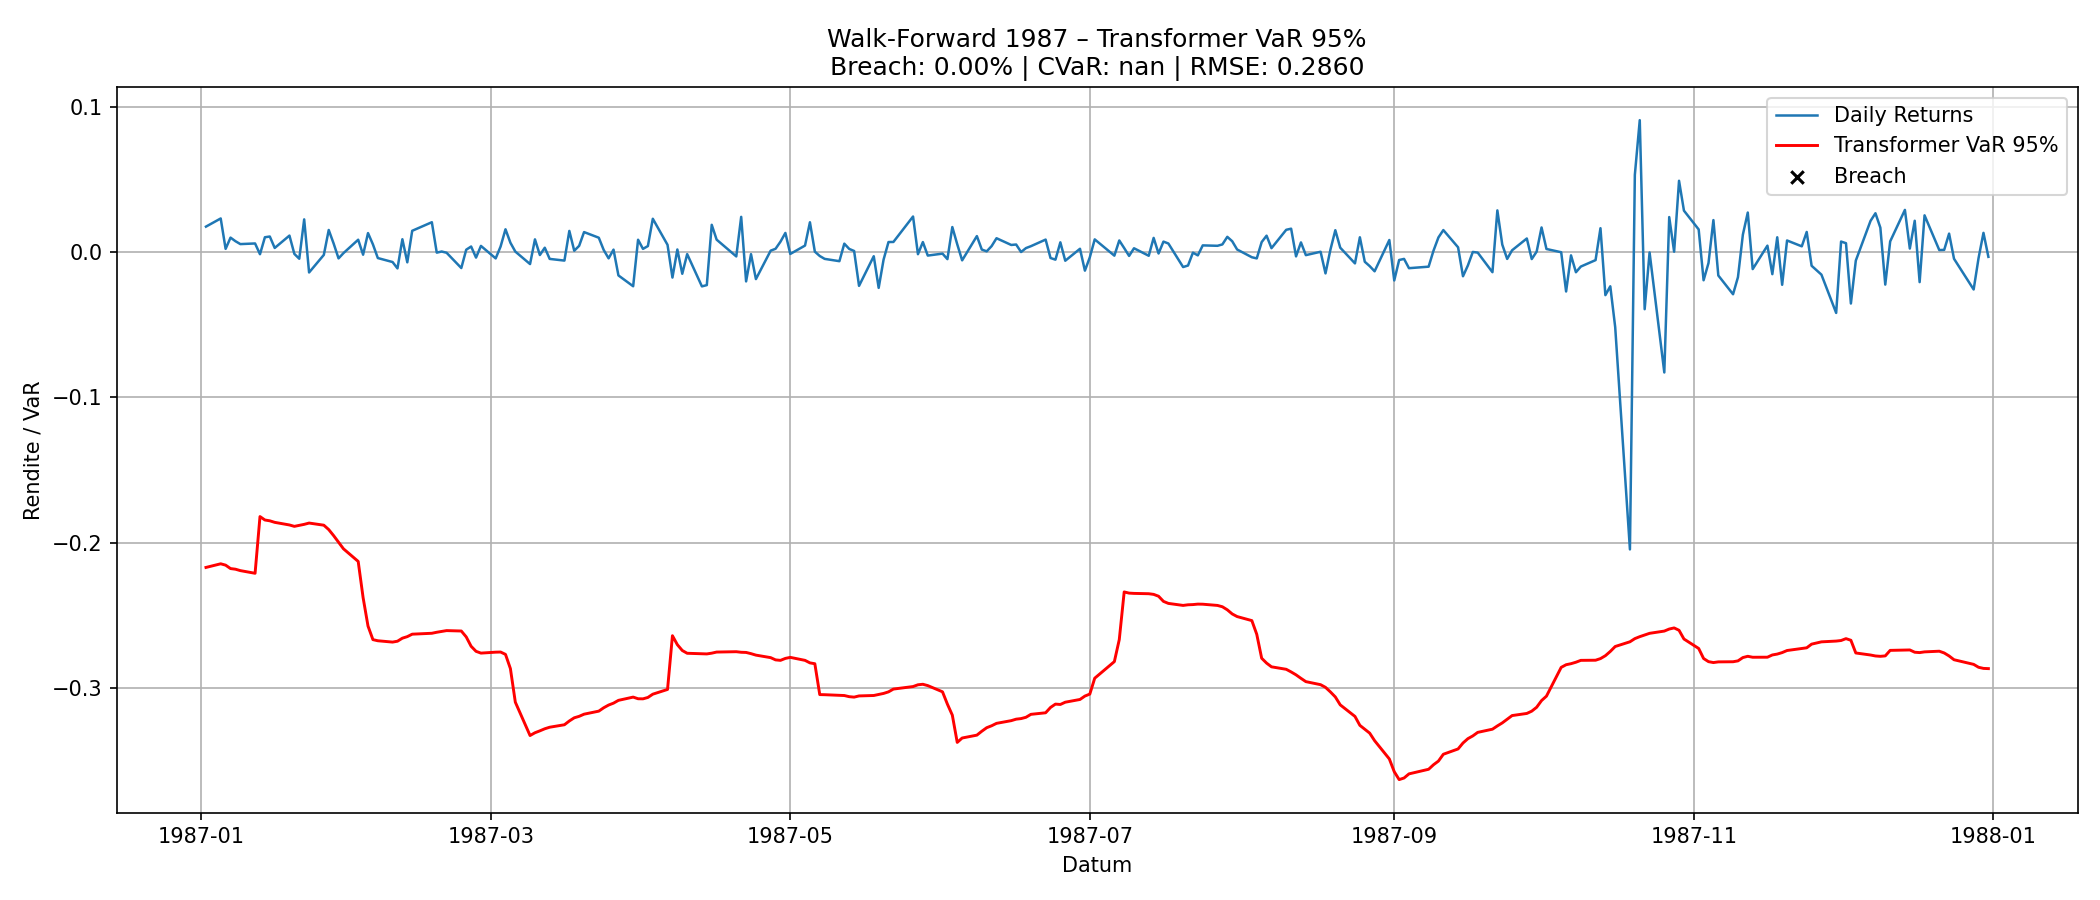 Walk-Forward 1987 – Transformer VaR 95%
Breach: 0.00% | CVaR: nan | RMSE: 0.2860
Daily Returns
Transformer VaR 95%
Breach
Rendite / VaR
0.1
0.0
−0.1
−0.2
−0.3
1987-01
1987-03
1987-05
1987-07
1987-09
1987-11
1988-01
Datum